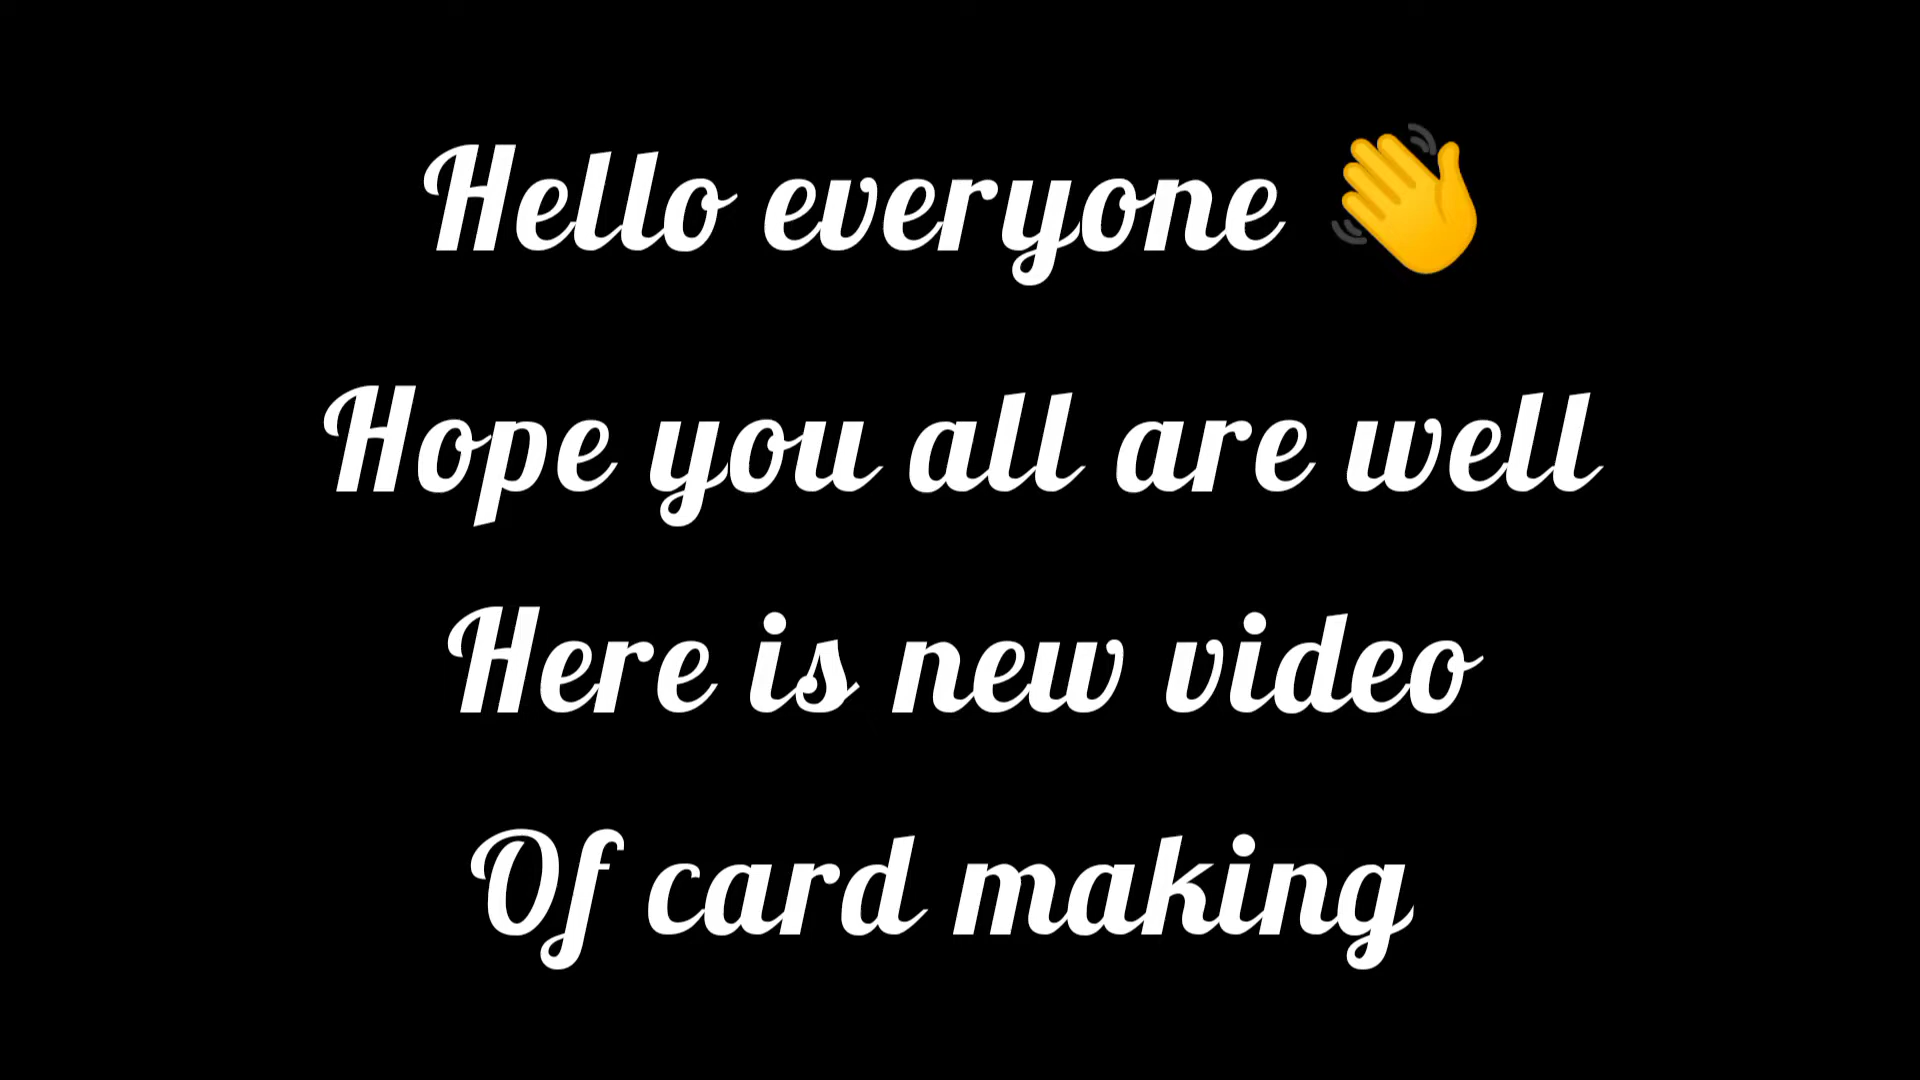 Hello everyone 👋
Hope you all are well
Here is new video
Of card making